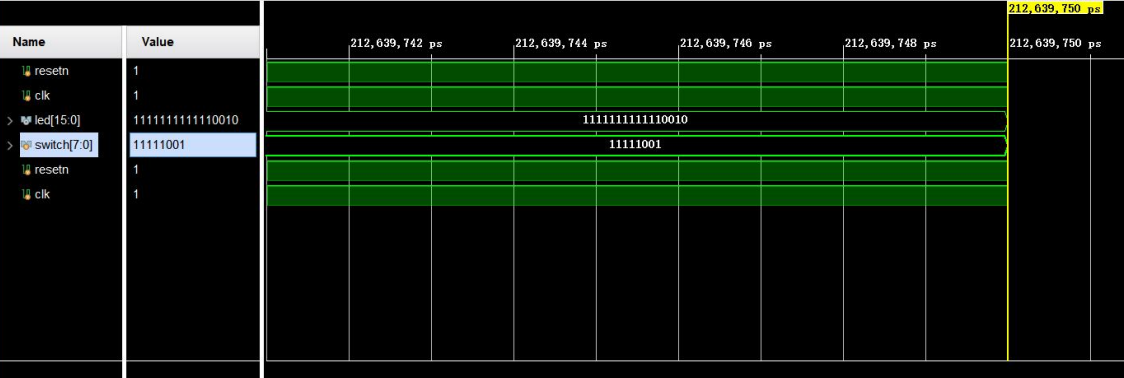 212,639,750 ps
Name Value 212,639,742 ps 212,639,744 ps 212,639,746 ps 212,639,748 ps 212,639,750 ps
resetn 1
clk 1
led[15:0] 1111111111110010 1111111111110010
switch[7:0] 11111001 11111001
resetn 1
clk 1